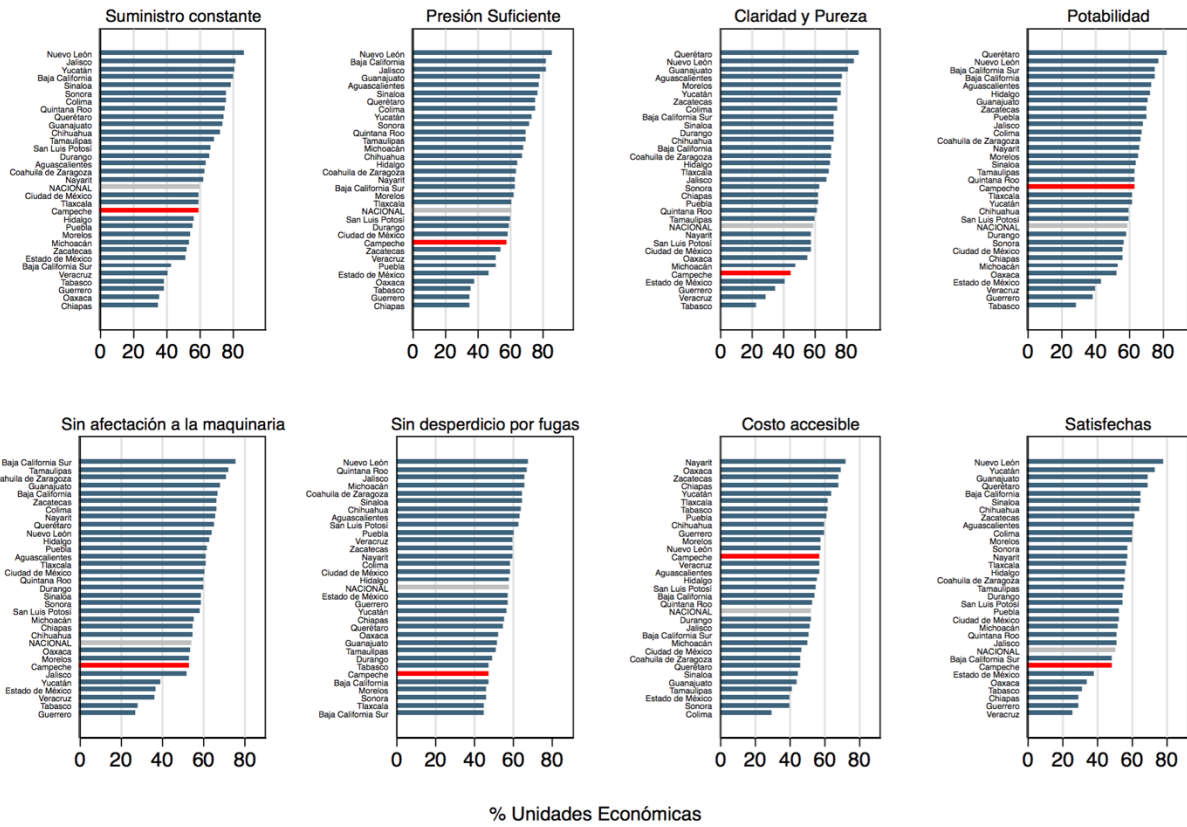 Suministro constante
Nuevo León
Jalisco
Yucatán
Baja California
Sinaloa
Sonora
Colima
Quintana Roo
Querétaro
Guanajuato
Chihuahua
Tamaulipas
San Luis Potosí
Durango
Aguascalientes
Coahuila de Zaragoza
Nayarit
NACIONAL
Ciudad de México
Tlaxcala
Campeche
Hidalgo
Puebla
Morelos
Michoacán
Zacatecas
Estado de México
Baja California Sur
Veracruz
Tabasco
Guerrero
Oaxaca
Chiapas
0 20 40 60 80
Presión Suficiente
Nuevo León
Baja California
Jalisco
Guanajuato
Aguascalientes
Sinaloa
Querétaro
Colima
Yucatán
Sonora
Quintana Roo
Tamaulipas
Michoacán
Chihuahua
Hidalgo
Coahuila de Zaragoza
Nayarit
Baja California Sur
Morelos
Tlaxcala
NACIONAL
San Luis Potosí
Durango
Ciudad de México
Campeche
Zacatecas
Veracruz
Puebla
Estado de México
Oaxaca
Tabasco
Guerrero
Chiapas
0 20 40 60 80
Claridad y Pureza
Querétaro
Nuevo León
Guanajuato
Aguascalientes
Morelos
Yucatán
Zacatecas
Colima
Baja California Sur
Sinaloa
Durango
Chihuahua
Baja California
Coahuila de Zaragoza
Hidalgo
Tlaxcala
Jalisco
Sonora
Chiapas
Puebla
Quintana Roo
Tamaulipas
NACIONAL
Nayarit
San Luis Potosí
Ciudad de México
Oaxaca
Michoacán
Campeche
Estado de México
Guerrero
Veracruz
Tabasco
0 20 40 60 80
Potabilidad
Querétaro
Nuevo León
Baja California Sur
Baja California
Aguascalientes
Hidalgo
Guanajuato
Zacatecas
Puebla
Jalisco
Colima
Coahuila de Zaragoza
Nayarit
Morelos
Sinaloa
Tamaulipas
Quintana Roo
Campeche
Tlaxcala
Yucatán
Chihuahua
San Luis Potosí
NACIONAL
Durango
Sonora
Ciudad de México
Chiapas
Michoacán
Oaxaca
Estado de México
Veracruz
Guerrero
Tabasco
0 20 40 60 80
Sin afectación a la maquinaria
Baja California Sur
Tamaulipas
oahuila de Zaragoza
Guanajuato
Baja California
Zacatecas
Colima
Nayarit
Querétaro
Nuevo León
Hidalgo
Puebla
Aguascalientes
Tlaxcala
Ciudad de México
Quintana Roo
Durango
Sinaloa
Sonora
San Luis Potosí
Michoacán
Chiapas
Chihuahua
NACIONAL
Oaxaca
Morelos
Campeche
Jalisco
Yucatán
Estado de México
Veracruz
Tabasco
Guerrero
0 20 40 60 80
Sin desperdicio por fugas
Nuevo León
Quintana Roo
Jalisco
Michoacán
Coahuila de Zaragoza
Sinaloa
Chihuahua
Aguascalientes
San Luis Potosí
Puebla
Veracruz
Zacatecas
Nayarit
Colima
Ciudad de México
Hidalgo
NACIONAL
Estado de México
Guerrero
Yucatán
Chiapas
Querétaro
Oaxaca
Guanajuato
Tamaulipas
Durango
Tabasco
Campeche
Baja California
Morelos
Sonora
Tlaxcala
Baja California Sur
0 20 40 60 80
Costo accesible
Nayarit
Oaxaca
Zacatecas
Chiapas
Yucatán
Tlaxcala
Tabasco
Puebla
Chihuahua
Guerrero
Morelos
Nuevo León
Campeche
Veracruz
Aguascalientes
Hidalgo
San Luis Potosí
Baja California
Quintana Roo
NACIONAL
Durango
Jalisco
Baja California Sur
Michoacán
Ciudad de México
Coahuila de Zaragoza
Querétaro
Sinaloa
Guanajuato
Tamaulipas
Estado de México
Sonora
Colima
0 20 40 60 80
Satisfechas
Nuevo León
Yucatán
Guanajuato
Querétaro
Baja California
Sinaloa
Chihuahua
Zacatecas
Aguascalientes
Colima
Morelos
Sonora
Nayarit
Tlaxcala
Hidalgo
Coahuila de Zaragoza
Tamaulipas
Durango
San Luis Potosí
Puebla
Ciudad de México
Michoacán
Quintana Roo
Jalisco
NACIONAL
Baja California Sur
Campeche
Estado de México
Oaxaca
Tabasco
Chiapas
Guerrero
Veracruz
0 20 40 60 80
% Unidades Económicas